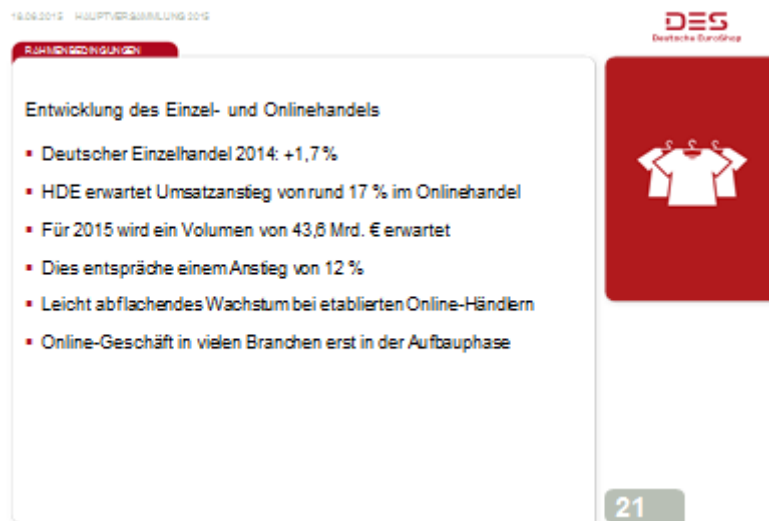 18.06.2015 HAUPTVERSAMMLUNG 2015
DES
Deutsche EuroShop
RAHMENBEDINGUNGEN
Entwicklung des Einzel- und Onlinehandels
▪ Deutscher Einzelhandel 2014: +1,7 %
▪ HDE erwartet Umsatzanstieg von rund 17 % im Onlinehandel
▪ Für 2015 wird ein Volumen von 43,6 Mrd. € erwartet
▪ Dies entspräche einem Anstieg von 12 %
▪ Leicht abflachendes Wachstum bei etablierten Online-Händlern
▪ Online-Geschäft in vielen Branchen erst in der Aufbauphase
21